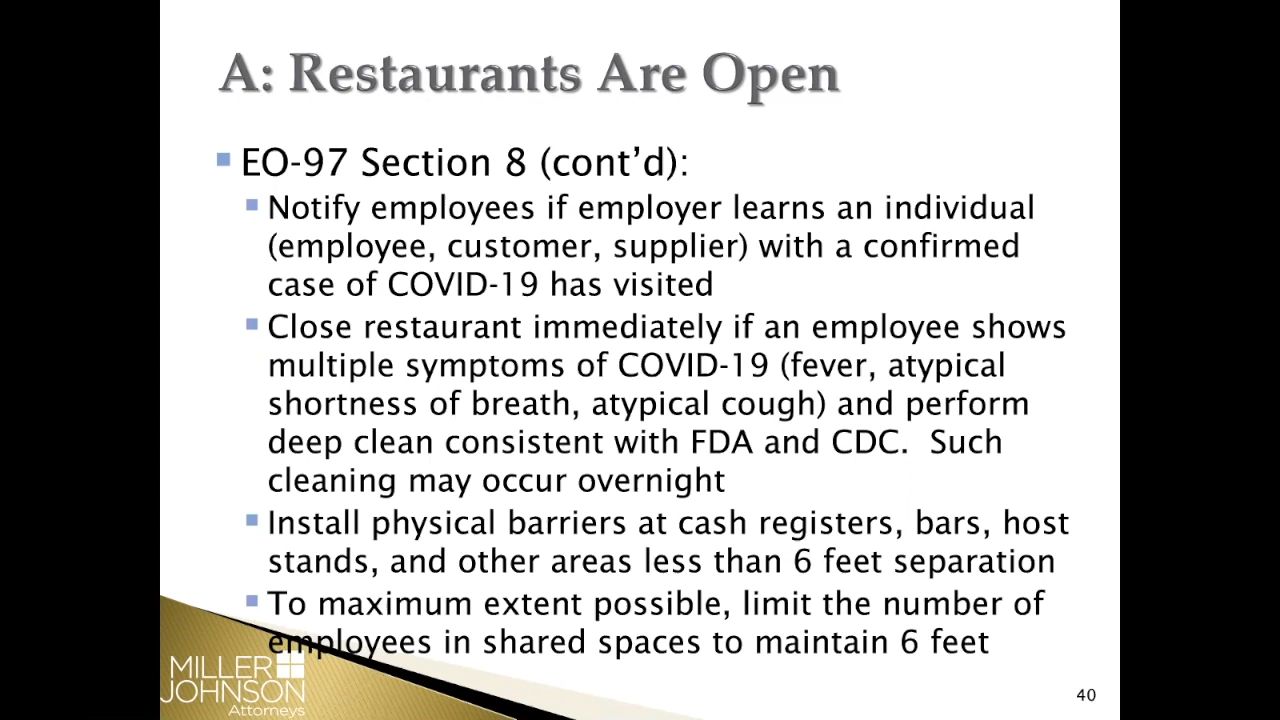 A: Restaurants Are Open
EO-97 Section 8 (cont’d):
Notify employees if employer learns an individual
(employee, customer, supplier) with a confirmed
case of COVID-19 has visited
Close restaurant immediately if an employee shows
multiple symptoms of COVID-19 (fever, atypical
shortness of breath, atypical cough) and perform
deep clean consistent with FDA and CDC.  Such
cleaning may occur overnight
Install physical barriers at cash registers, bars, host
stands, and other areas less than 6 feet separation
To maximum extent possible, limit the number of
employees in shared spaces to maintain 6 feet
MILLER
JOHNSON
Attorneys
40